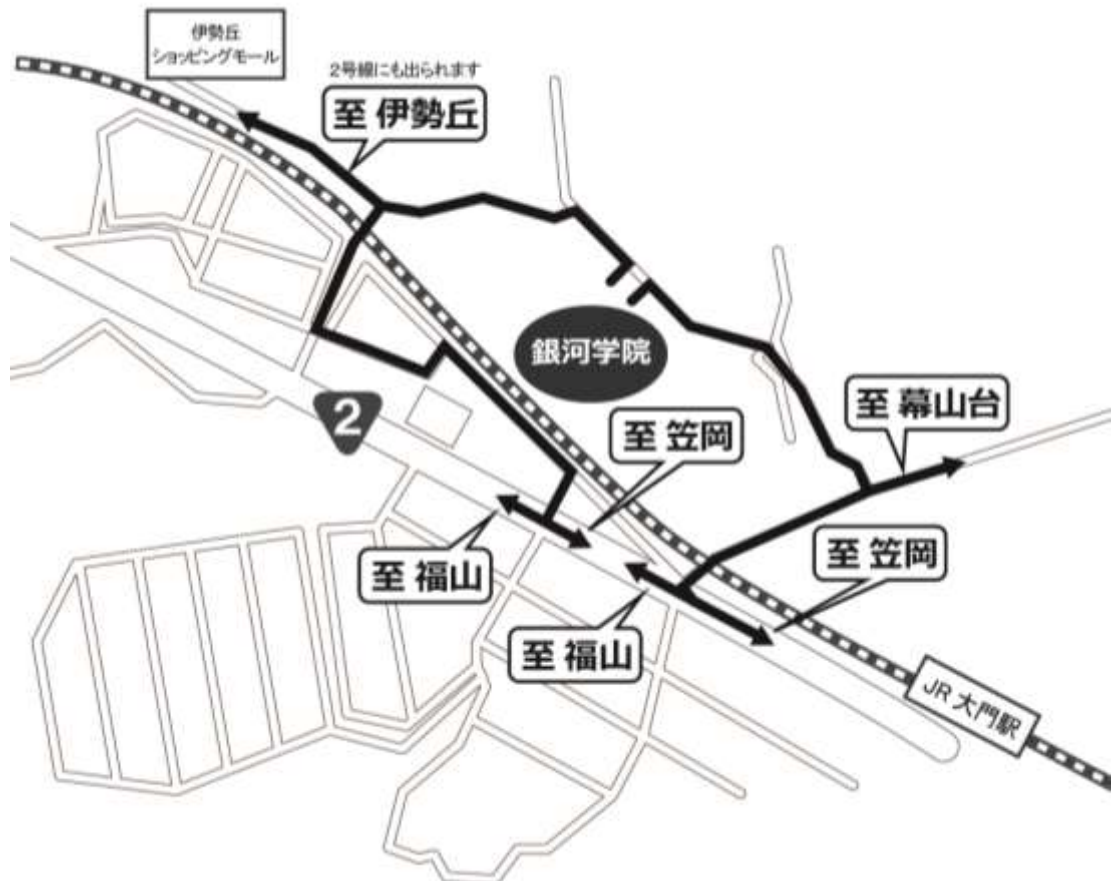 伊勢丘
ショッピングモール
2号線にも出られます
至 伊勢丘
銀河学院
至 幕山台
2
至 笠岡
至 笠岡
至 福山
至 福山
JR 大門駅